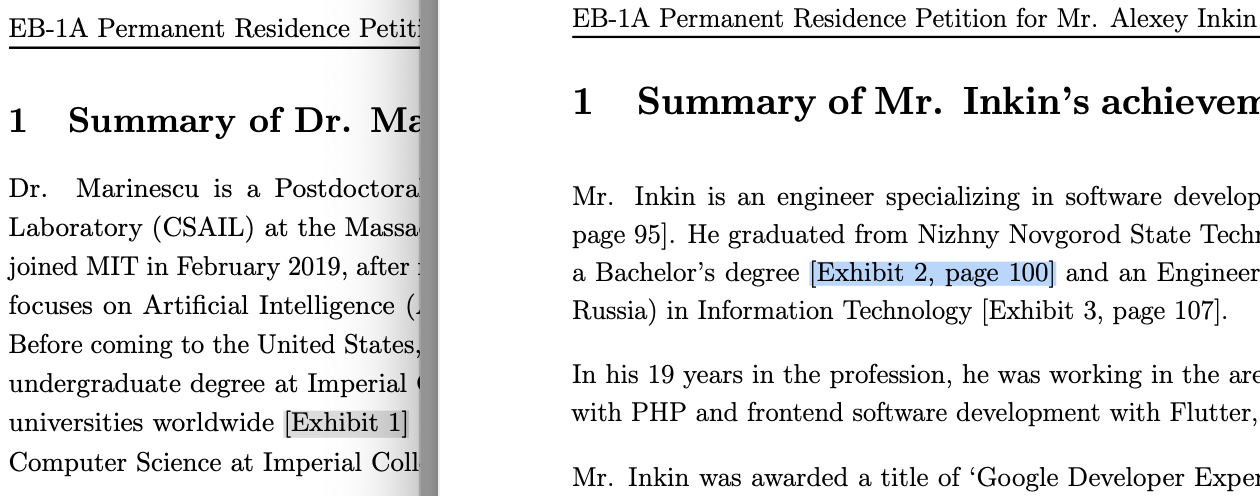 EB-1A Permanent Residence Petiti
1 Summary of Dr. Ma
Dr. Marinescu is a Postdoctora
Laboratory (CSAIL) at the Massa
joined MIT in February 2019, after
focuses on Artificial Intelligence (
Before coming to the United States,
undergraduate degree at Imperial
universities worldwide [Exhibit 1]
Computer Science at Imperial Coll
EB-1A Permanent Residence Petition for Mr. Alexey Inkin
1 Summary of Mr. Inkin's achievem
Mr. Inkin is an engineer specializing in software develop
page 95]. He graduated from Nizhny Novgorod State Techn
a Bachelor's degree [Exhibit 2, page 100] and an Engineer
Russia) in Information Technology [Exhibit 3, page 107].
In his 19 years in the profession, he was working in the are
with PHP and frontend software development with Flutter,
Mr. Inkin was awarded a title of ‘Google Developer Exper